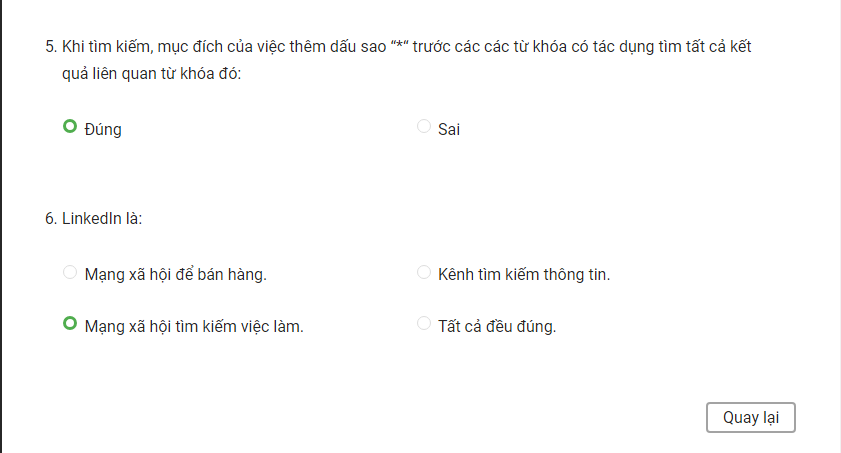 5. Khi tìm kiếm, mục đích của việc thêm dấu sao "*" trước các các từ khóa có tác dụng tìm tất cả kết
quả liên quan từ khóa đó:
Đúng
Sai
6. LinkedIn là:
Mạng xã hội để bán hàng.
Kênh tìm kiếm thông tin.
Mạng xã hội tìm kiếm việc làm.
Tất cả đều đúng.
Quay lại